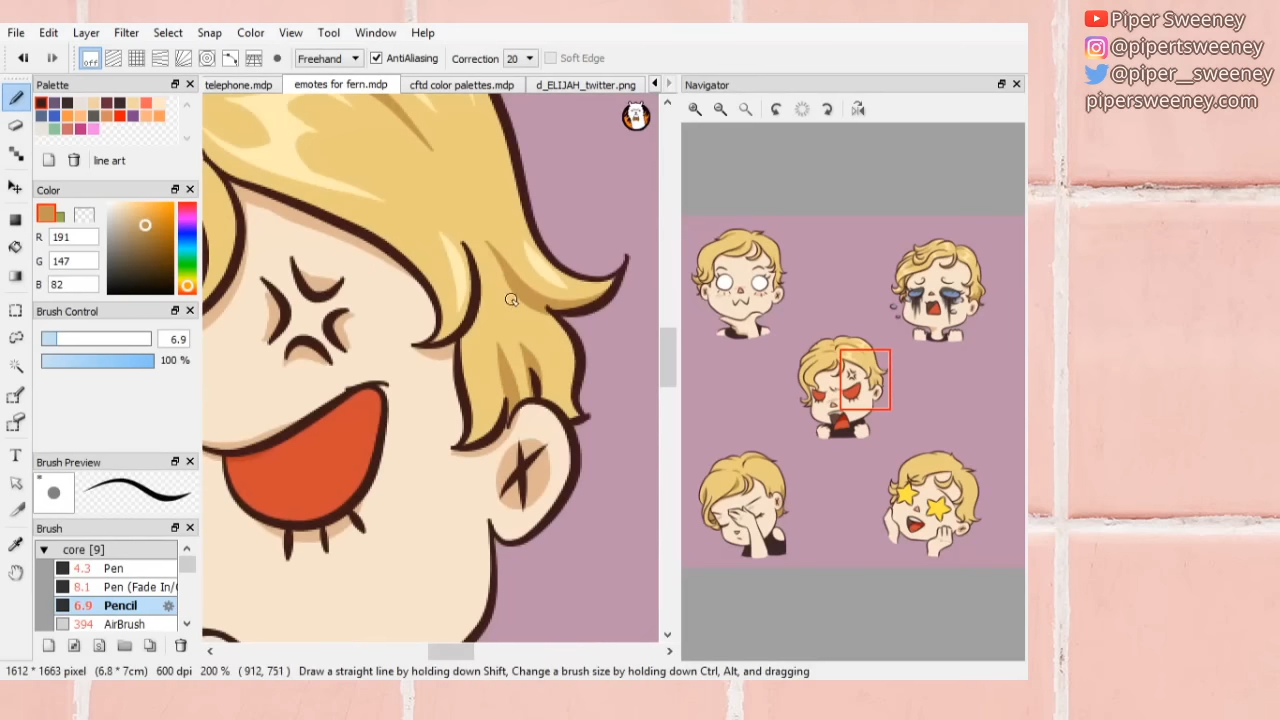 Piper Sweeney
@pipertsweeney
@piper__sweeney
pipersweeney.com
File Edit Layer Filter Select Snap Color View Tool Window Help
off Freehand AntiAliasing Correction 20 Soft Edge
Palette
telephone.mdp emotes for fern.mdp cftd color palettes.mdp d_ELIJAH_twitter.png
Navigator
line art
Color
R 191
G 147
B 82
Brush Control
6.9
100 %
Brush Preview
Brush
core [9]
4.3 Pen
8.1 Pen (Fade In/
6.9 Pencil
394 AirBrush
1612 * 1663 pixel (6.8 * 7cm) 600 dpi 200 % ( 912, 751 ) Draw a straight line by holding down Shift, Change a brush size by holding down Ctrl, Alt, and dragging